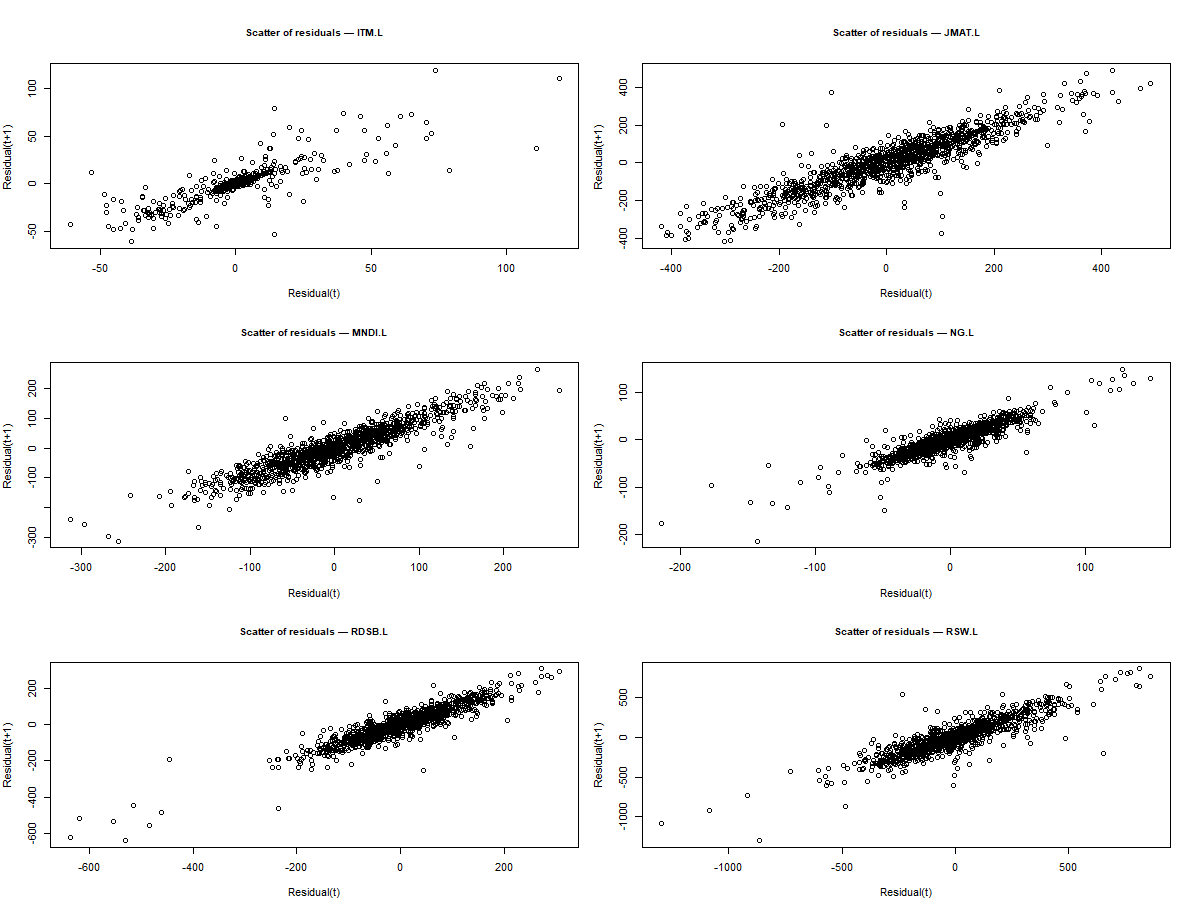 Scatter of residuals — ITM.L
Residual(t+1)
100
50
0
-50
-50 0 50 100
Residual(t)
Scatter of residuals — JMAT.L
Residual(t+1)
400
200
0
-200
-400
-400 -200 0 200 400
Residual(t)
Scatter of residuals — MNDI.L
Residual(t+1)
200
100
0
-100
-300
-300 -200 -100 0 100 200
Residual(t)
Scatter of residuals — NG.L
Residual(t+1)
100
0
-100
-200
-200 -100 0 100
Residual(t)
Scatter of residuals — RDSB.L
Residual(t+1)
200
0
-200
-400
-600
-600 -400 -200 0 200
Residual(t)
Scatter of residuals — RSW.L
Residual(t+1)
500
0
-500
-1000
-1000 -500 0 500
Residual(t)